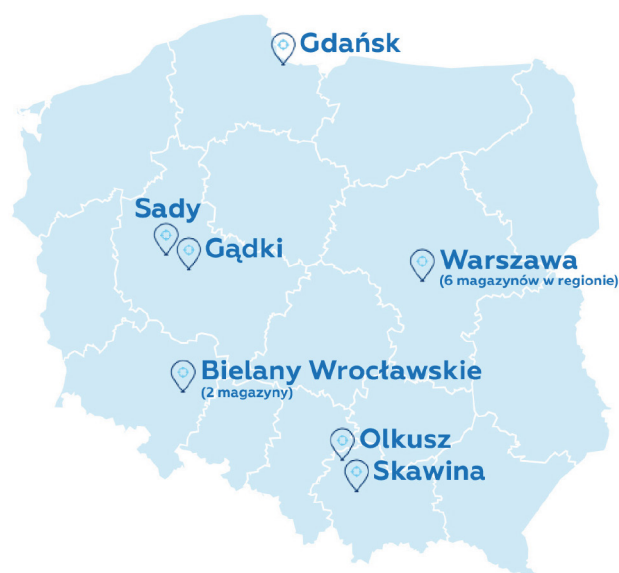 Gdańsk
Sady
Gądki
Warszawa
(6 magazynów w regionie)
Bielany Wrocławskie
(2 magazyny)
Olkusz
Skawina